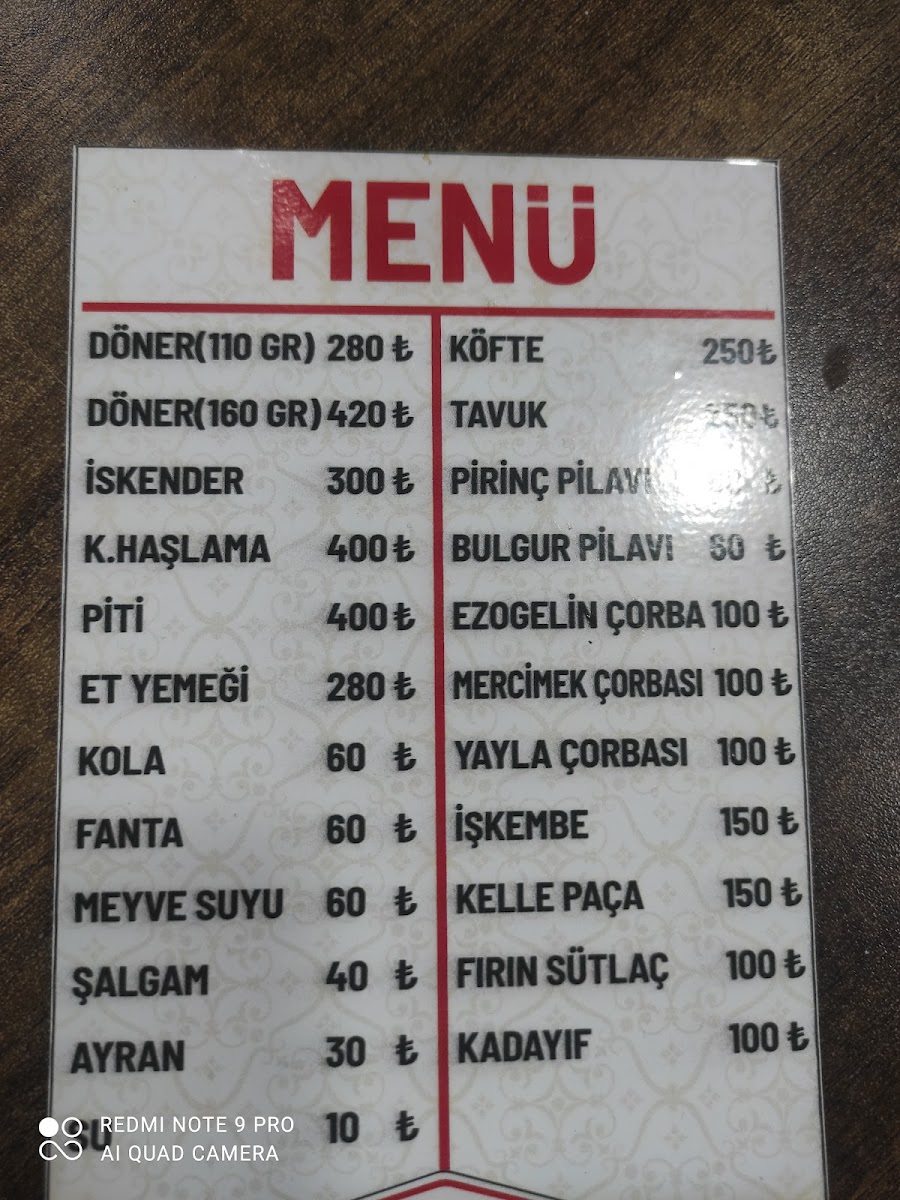 MENÜ
DÖNER(110 GR) 280 ₺
DÖNER(160 GR) 420 ₺
İSKENDER 300 ₺
K.HAŞLAMA 400 ₺
PİTİ 400 ₺
ET YEMEĞİ 280 ₺
KOLA 60 ₺
FANTA 60 ₺
MEYVE SUYU 60 ₺
ŞALGAM 40 ₺
AYRAN 30 ₺
SU 10 ₺
KÖFTE 250 ₺
TAVUK ₺
PİRİNÇ PİLAVI ₺
BULGUR PİLAVI ₺
EZOGELİN ÇORBA 100 ₺
MERCİMEK ÇORBASI 100 ₺
YAYLA ÇORBASI 100 ₺
İŞKEMBE 150 ₺
KELLE PAÇA 150 ₺
FIRIN SÜTLAÇ 100 ₺
KADAYIF 100 ₺
REDMI NOTE 9 PRO
AI QUAD CAMERA